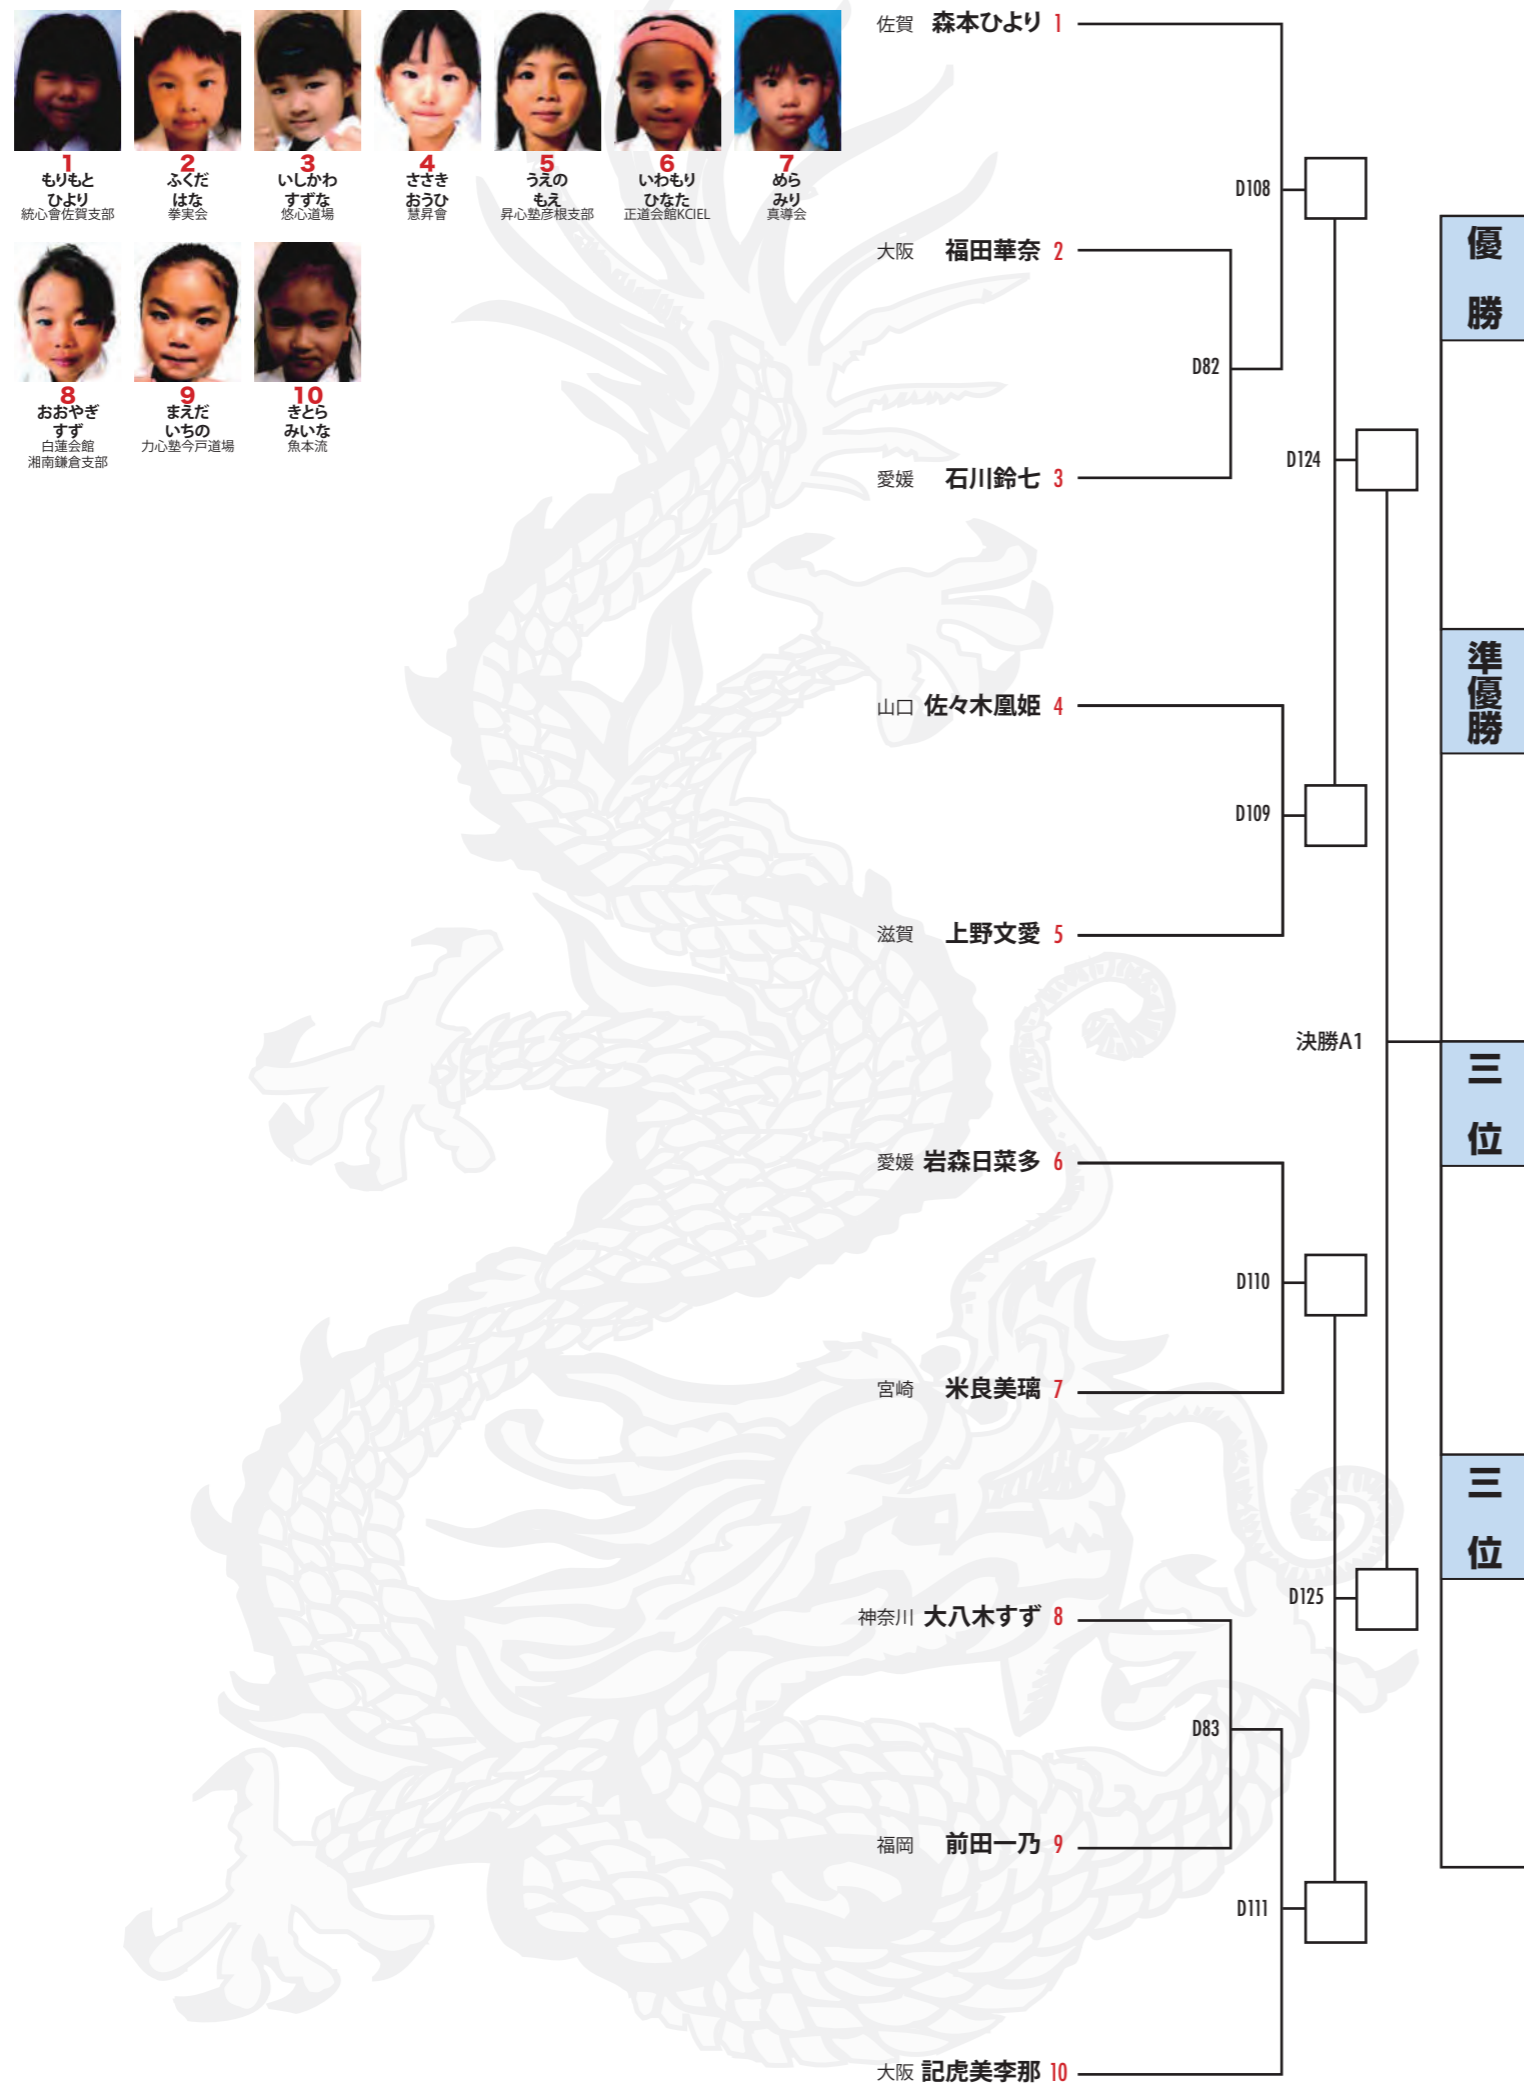 1
もりもと
ひより
統心會佐賀支部
2
ふくだ
はな
拳実会
3
いしかわ
すずな
悠心道場
4
ささき
おうひ
慧昇會
5
うえの
もえ
昇心塾彦根支部
6
いわもり
ひなた
正道会館KCIEL
7
めら
みり
真導会
8
おおやぎ
すず
白蓮会館
湘南鎌倉支部
9
まえだ
いちの
力心塾今戸道場
10
きとら
みいな
魚本流
佐賀 森本ひより 1
D108
大阪 福田華奈 2
D82
愛媛 石川鈴七 3
D124
山口 佐々木凰姫 4
D109
滋賀 上野文愛 5
決勝A1
愛媛 岩森日菜多 6
D110
宮崎 米良美璃 7
D125
神奈川 大八木すず 8
D83
福岡 前田一乃 9
D111
大阪 記虎美李那 10
優勝
準優勝
三位
三位